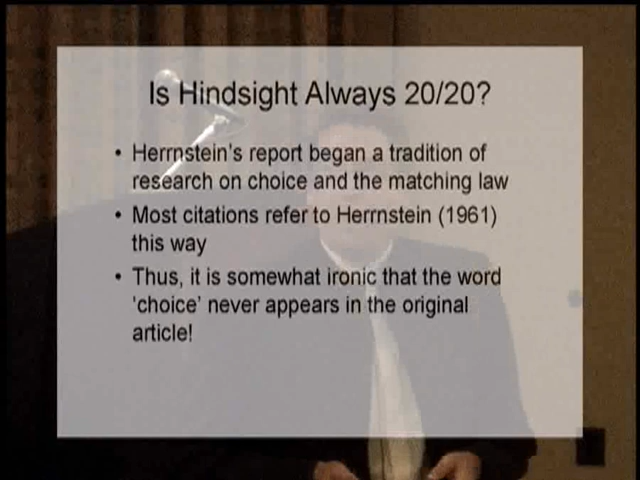 Is Hindsight Always 20/20?
• Herrnstein's report began a tradition of
research on choice and the matching law
• Most citations refer to Herrnstein (1961)
this way
• Thus, it is somewhat ironic that the word
'choice' never appears in the original
article!